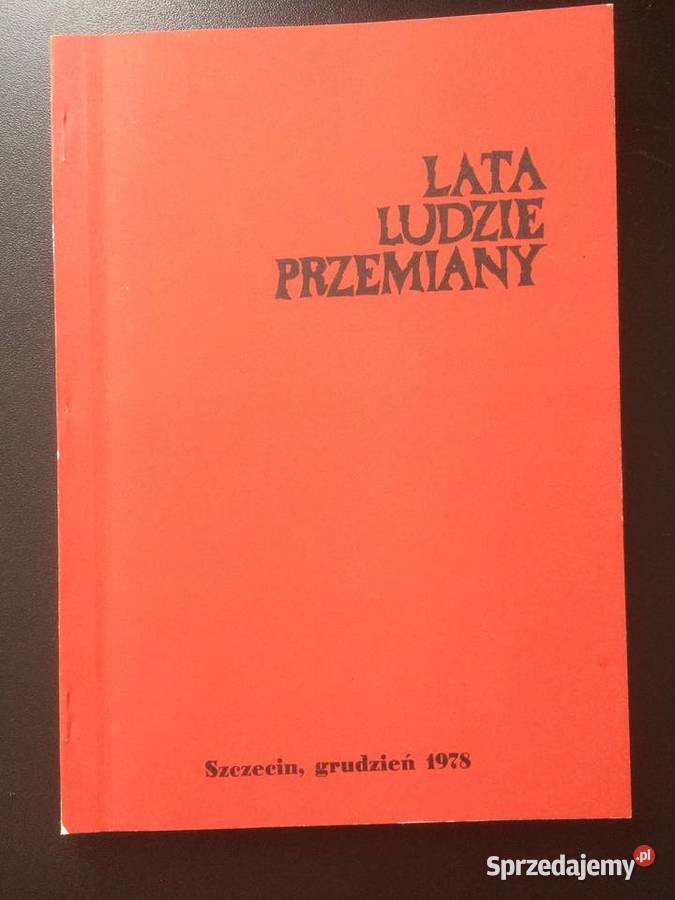 LATA
LUDZIE
PRZEMIANY
Szczecin, grudzień 1978
Sprzedajemy.pl